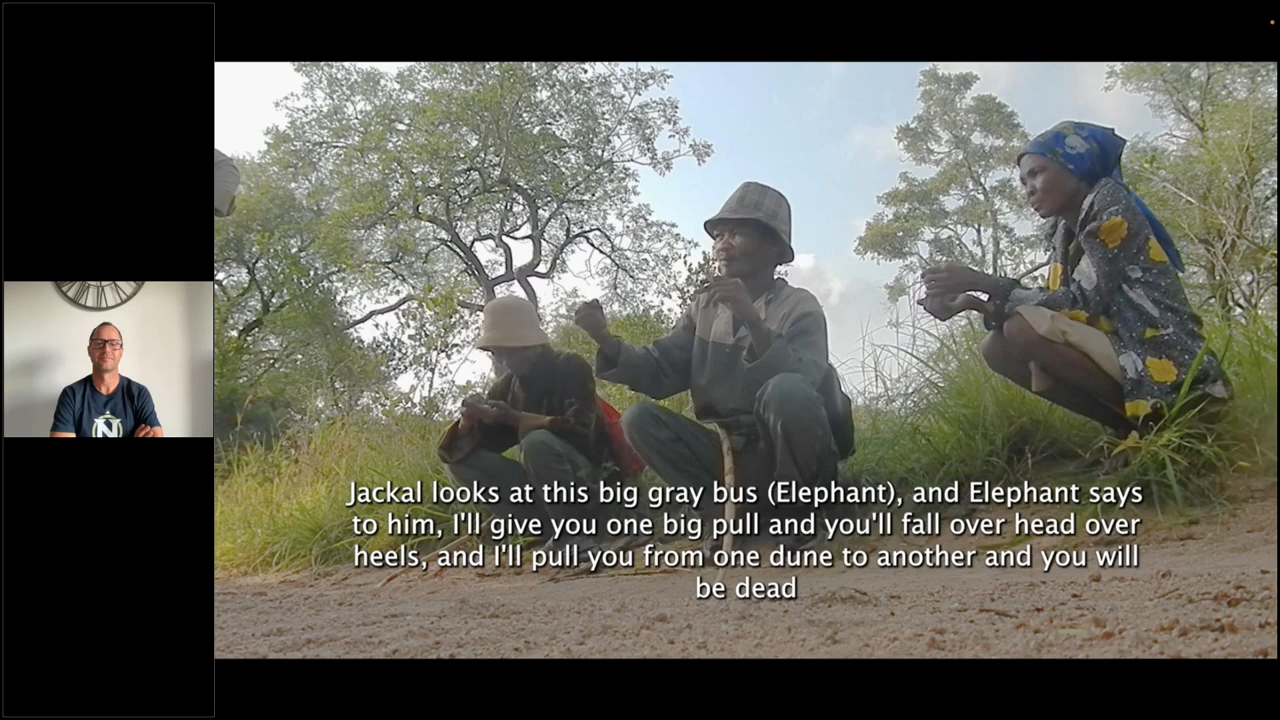 N
Jackal looks at this big gray bus (Elephant), and Elephant says
to him, I'll give you one big pull and you'll fall over head over
heels, and I'll pull you from one dune to another and you will
be dead